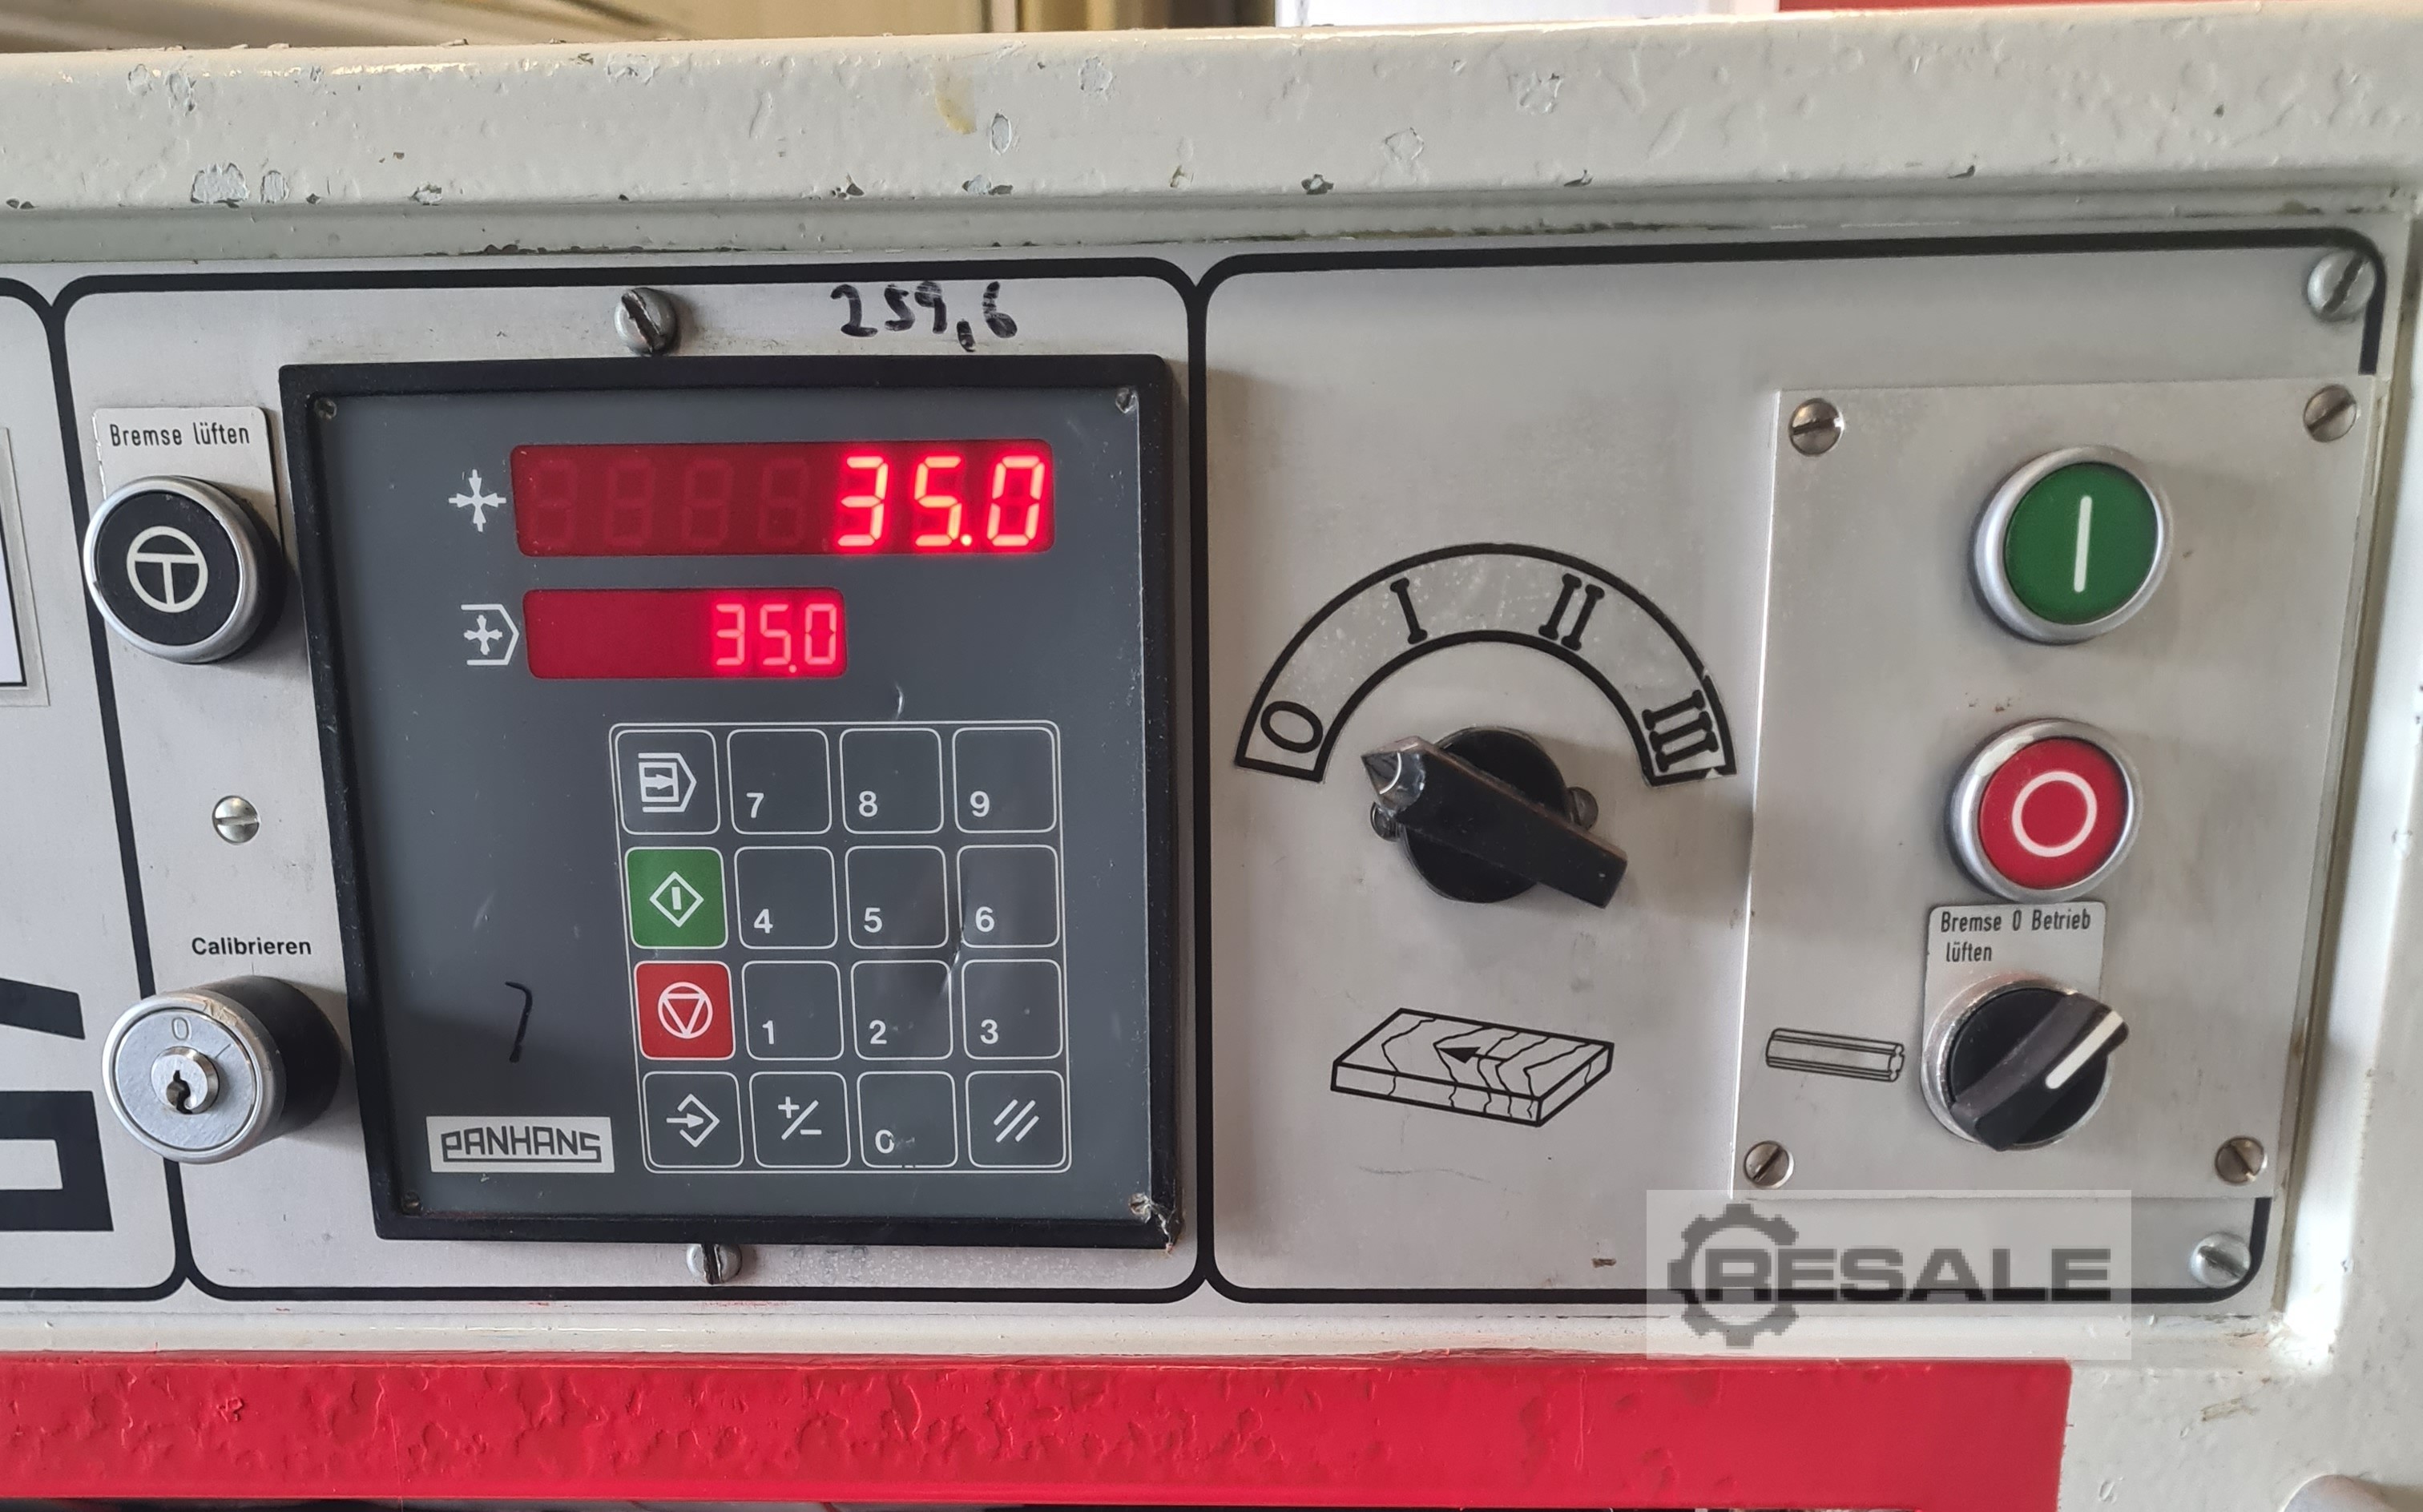 259,6
Bremse lüften
35.0
35.0
7 8 9
4 5 6
1 2 3
+/- 0
Calibrieren
0
PANHANS
0 I II III
Bremse 0 Betrieb
lüften
RESALE